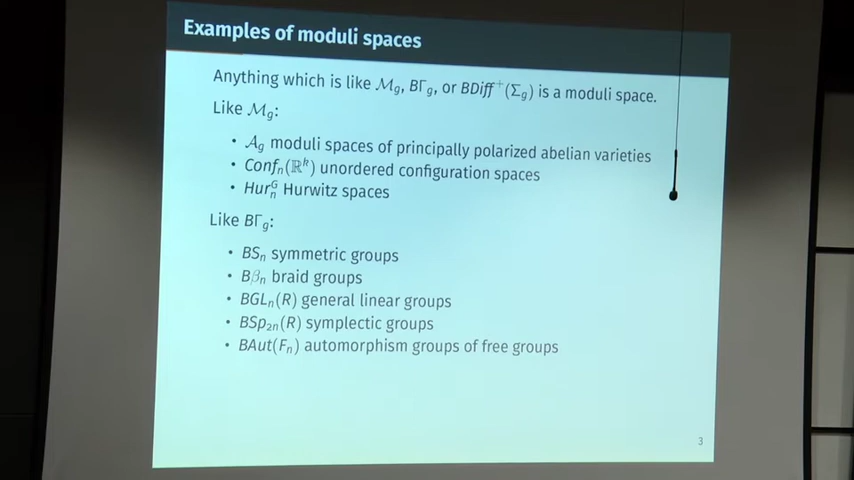 Examples of moduli spaces
Anything which is like ℳg, BΓg, or BDiff⁺(Σg) is a moduli space.
Like ℳg:
• 𝒜g moduli spaces of principally polarized abelian varieties
• Confₙ(ℝᵏ) unordered configuration spaces
• Hurₙᴳ Hurwitz spaces
Like BΓg:
• BSₙ symmetric groups
• Bβₙ braid groups
• BGLₙ(R) general linear groups
• BSp₂ₙ(R) symplectic groups
• BAut(Fₙ) automorphism groups of free groups
3